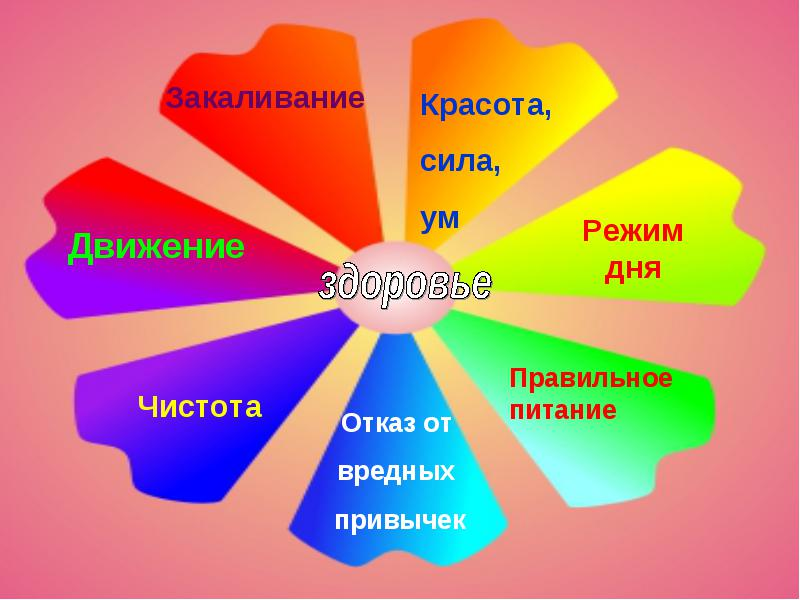 Закаливание
Красота,
сила,
ум
Режим
дня
Движение
здоровье
Правильное
питание
Чистота
Отказ от
вредных
привычек